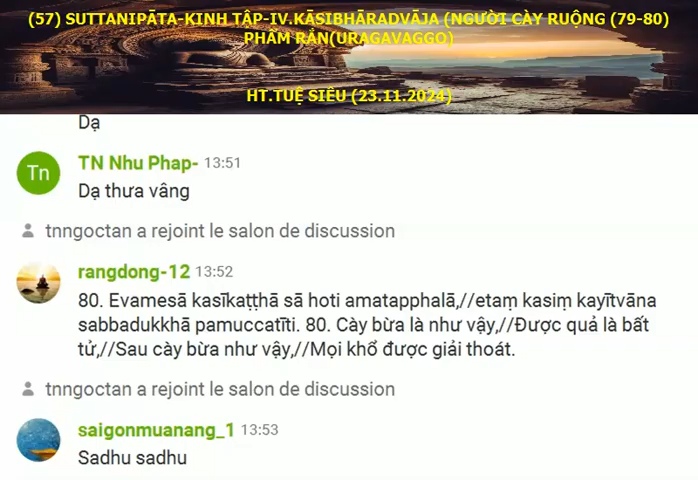 (57) SUTTANIPĀTA-KINH TẬP-IV.KĀSIBHĀRADVĀJA (NGƯỜI CÀY RUỘNG (79-80)
PHẨM RẮN(URAGAVAGGO)
HT.TUỆ SIÊU (23.11.2024)
Dạ
Tn
TN Nhu Phap- 13:51
Dạ thưa vâng
tnngoctan a rejoint le salon de discussion
rangdong-12 13:52
80. Evamesā kasīkaṭṭhā sā hoti amatapphalā,//etaṃ kasiṃ kayītvāna
sabbadukkhā pamuccatīti. 80. Cày bừa là như vậy,//Được quả là bất
tử,//Sau cày bừa như vậy,//Mọi khổ được giải thoát.
tnngoctan a rejoint le salon de discussion
saigonmuanang_1 13:53
Sadhu sadhu